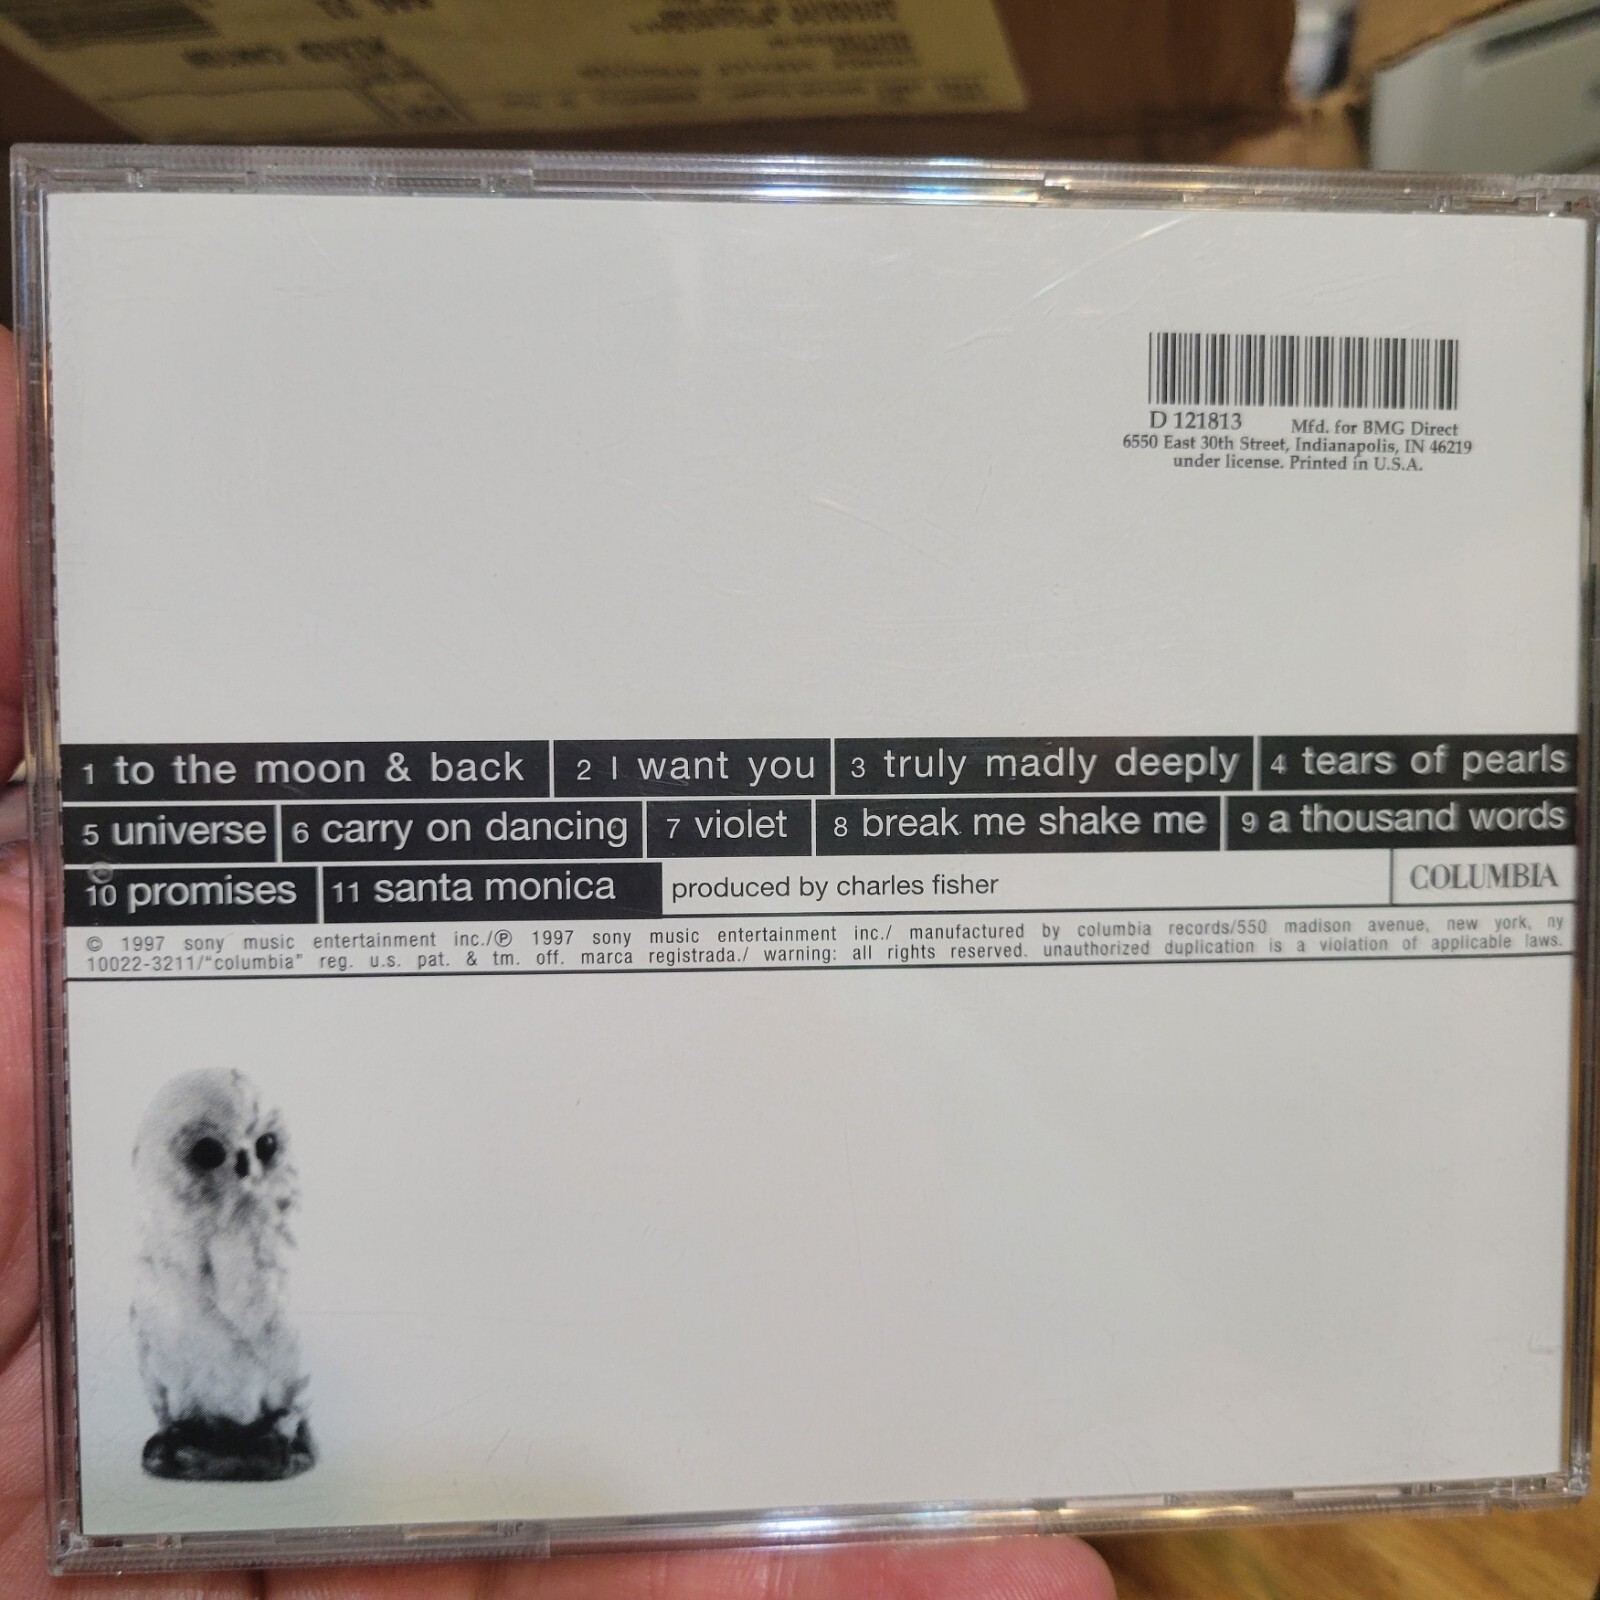 D 121813 Mfd. for BMG Direct
6550 East 30th Street, Indianapolis, IN 46219
under license. Printed in U.S.A.
1 to the moon & back 2 I want you 3 truly madly deeply 4 tears of pearls
5 universe 6 carry on dancing 7 violet 8 break me shake me 9 a thousand words
10 promises 11 santa monica produced by charles fisher COLUMBIA
© 1997 sony music entertainment inc./℗ 1997 sony music entertainment inc./ manufactured by columbia records/550 madison avenue, new york, ny
10022-3211/"columbia" reg. u.s. pat. & tm. off. marca registrada./ warning: all rights reserved. unauthorized duplication is a violation of applicable laws.